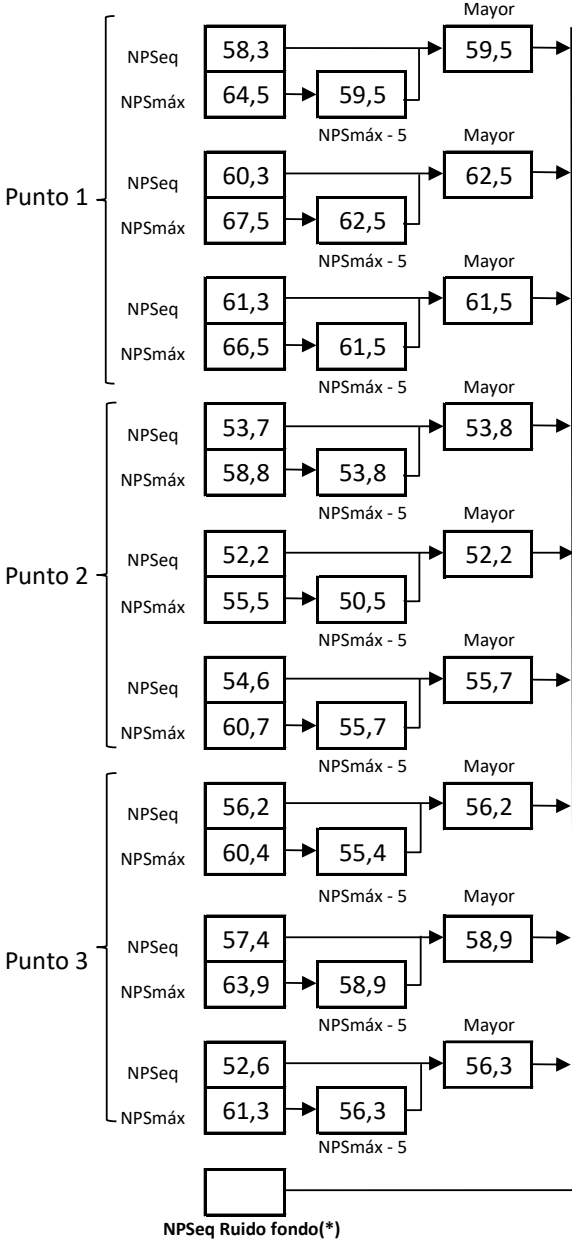 Mayor
NPSeq 58,3 59,5
NPSmáx 64,5 59,5
NPSmáx - 5
Mayor
NPSeq 60,3 62,5
Punto 1
NPSmáx 67,5 62,5
NPSmáx - 5
Mayor
NPSeq 61,3 61,5
NPSmáx 66,5 61,5
NPSmáx - 5
Mayor
NPSeq 53,7 53,8
NPSmáx 58,8 53,8
NPSmáx - 5
Mayor
NPSeq 52,2 52,2
Punto 2
NPSmáx 55,5 50,5
NPSmáx - 5
Mayor
NPSeq 54,6 55,7
NPSmáx 60,7 55,7
NPSmáx - 5
Mayor
NPSeq 56,2 56,2
NPSmáx 60,4 55,4
NPSmáx - 5
Mayor
NPSeq 57,4 58,9
Punto 3
NPSmáx 63,9 58,9
NPSmáx - 5
Mayor
NPSeq 52,6 56,3
NPSmáx 61,3 56,3
NPSmáx - 5
NPSeq Ruido fondo(*)